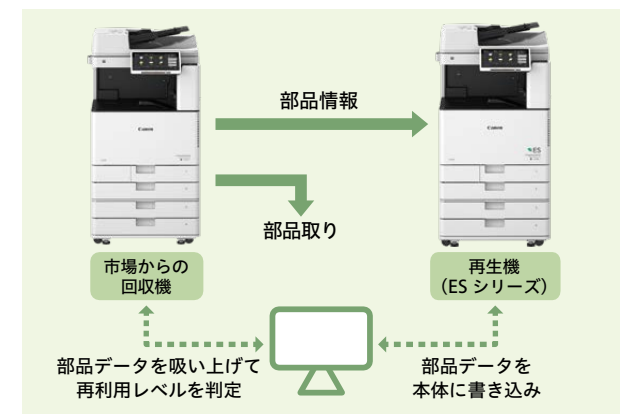 部品情報
Canon
Canon
ES
部品取り
市場からの
回収機
再生機
（ES シリーズ）
部品データを吸い上げて
再利用レベルを判定
部品データを
本体に書き込み